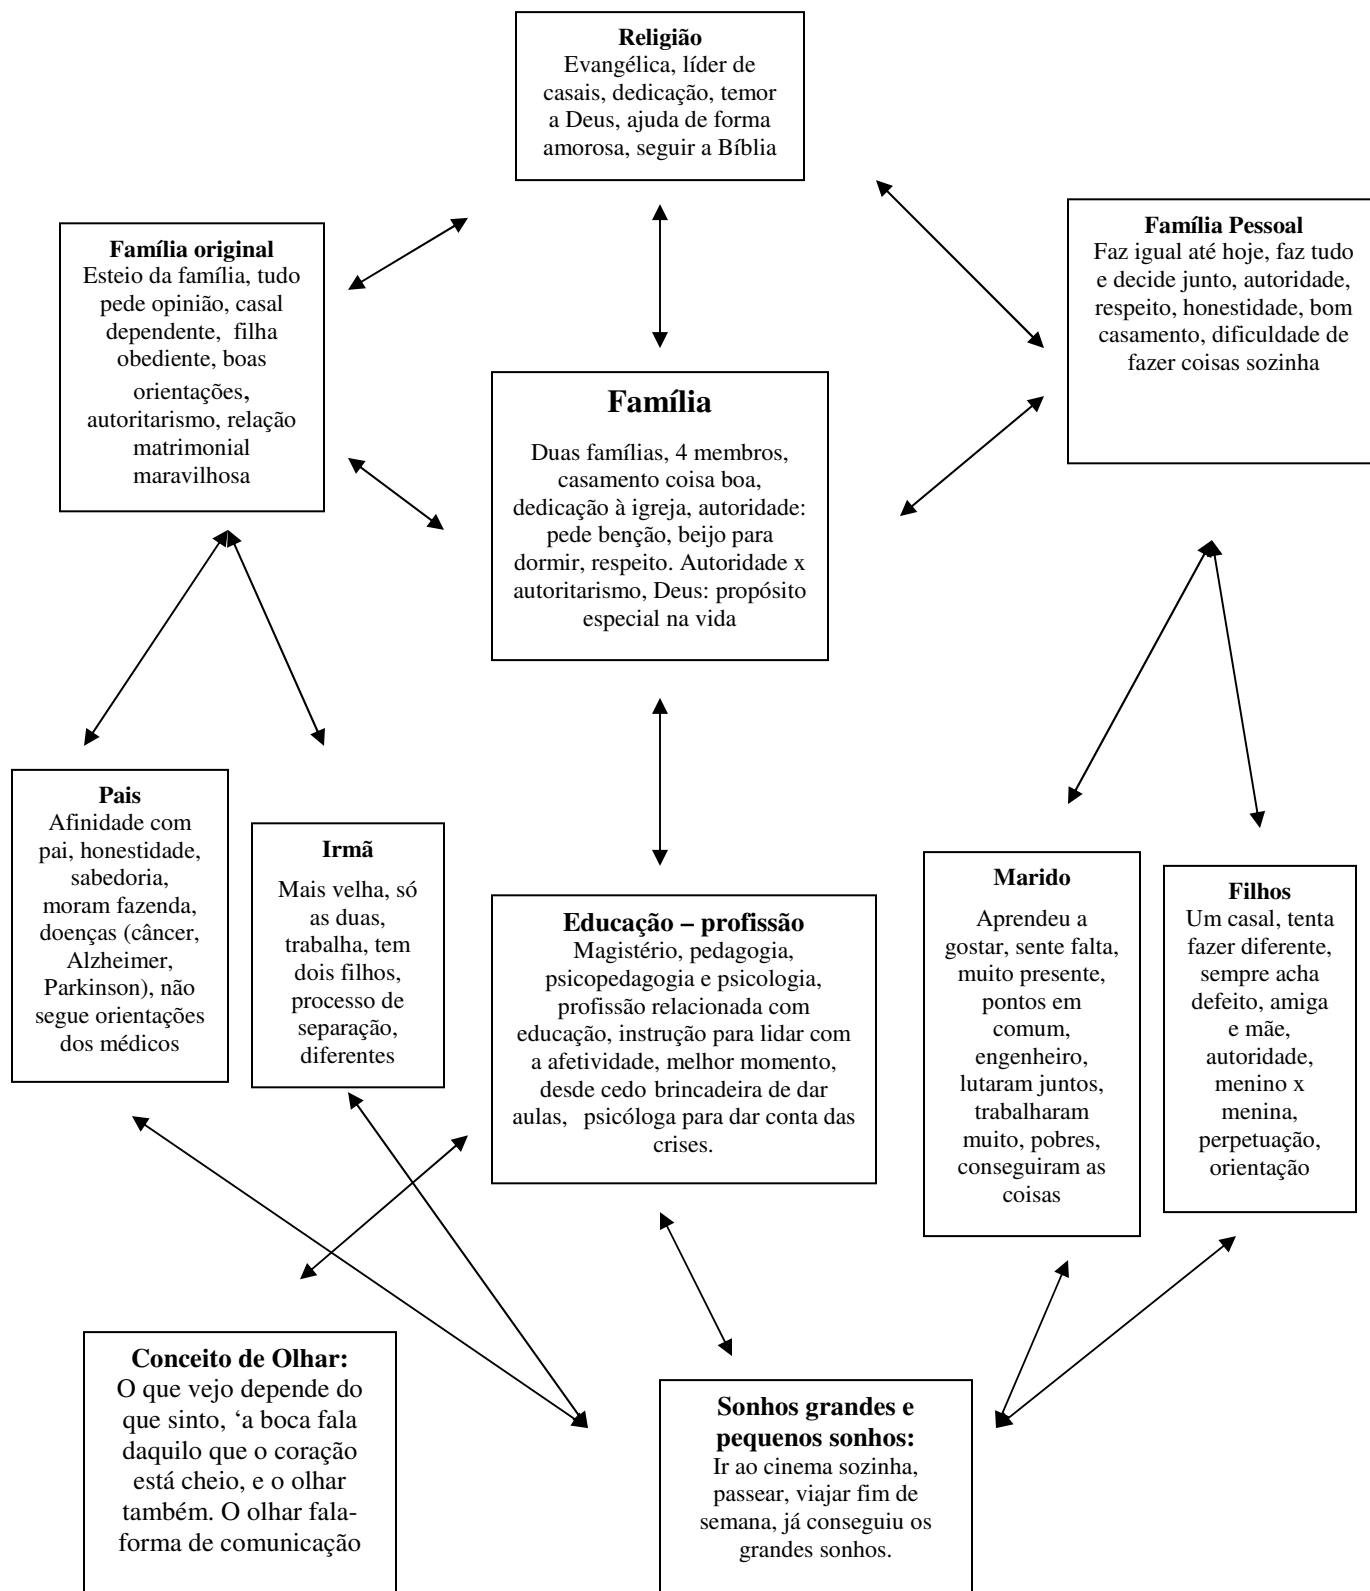 Religião
Evangélica, líder de
casais, dedicação, temor
a Deus, ajuda de forma
amorosa, seguir a Bíblia
Família original
Esteio da família, tudo
pede opinião, casal
dependente, filha
obediente, boas
orientações,
autoritarismo, relação
matrimonial
maravilhosa
Família Pessoal
Faz igual até hoje, faz tudo
e decide junto, autoridade,
respeito, honestidade, bom
casamento, dificuldade de
fazer coisas sozinha
Família
Duas famílias, 4 membros,
casamento coisa boa,
dedicação à igreja, autoridade:
pede benção, beijo para
dormir, respeito. Autoridade x
autoritarismo, Deus: propósito
especial na vida
Pais
Afinidade com
pai, honestidade,
sabedoria,
moram fazenda,
doenças (câncer,
Alzheimer,
Parkinson), não
segue orientações
dos médicos
Irmã
Mais velha, só
as duas,
trabalha, tem
dois filhos,
processo de
separação,
diferentes
Educação – profissão
Magistério, pedagogia,
psicopedagogia e psicologia,
profissão relacionada com
educação, instrução para lidar com
a afetividade, melhor momento,
desde cedo brincadeira de dar
aulas, psicóloga para dar conta das
crises.
Marido
Aprendeu a
gostar, sente falta,
muito presente,
pontos em
comum,
engenheiro,
lutaram juntos,
trabalharam
muito, pobres,
conseguiram as
coisas
Filhos
Um casal, tenta
fazer diferente,
sempre acha
defeito, amiga
e mãe,
autoridade,
menino x
menina,
perpetuação,
orientação
Conceito de Olhar:
O que vejo depende do
que sinto, ‘a boca fala
daquilo que o coração
está cheio, e o olhar
também. O olhar fala-
forma de comunicação
Sonhos grandes e
pequenos sonhos:
Ir ao cinema sozinha,
passear, viajar fim de
semana, já conseguiu os
grandes sonhos.